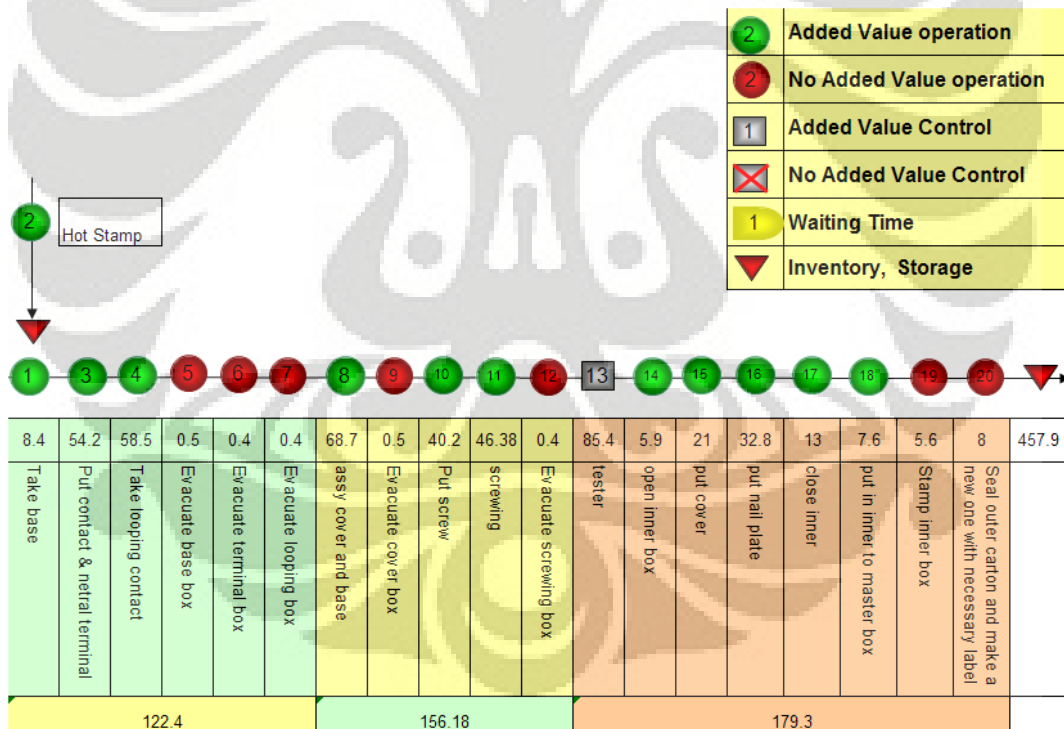 2 Added Value operation
2 No Added Value operation
1 Added Value Control
No Added Value Control
1 Waiting Time
Inventory, Storage
2
Hot Stamp
1 3 4 5 6 7 8 9 10 11 12 13 14 15 16 17 18 19 20
8.4 54.2 58.5 0.5 0.4 0.4 68.7 0.5 40.2 46.38 0.4 85.4 5.9 21 32.8 13 7.6 5.6 8 457.9
Take base
Put contact & netral terminal
Take looping contact
Evacuate base box
Evacuate terminal box
Evacuate looping box
assy cover and base
Evacuate cover box
Put screw
screwing
Evacuate screwing box
tester
open inner box
put cover
put nail plate
close inner
put in inner to master box
Stamp inner box
Seal outer carton and make a
new one with necessary label
122.4 156.18 179.3